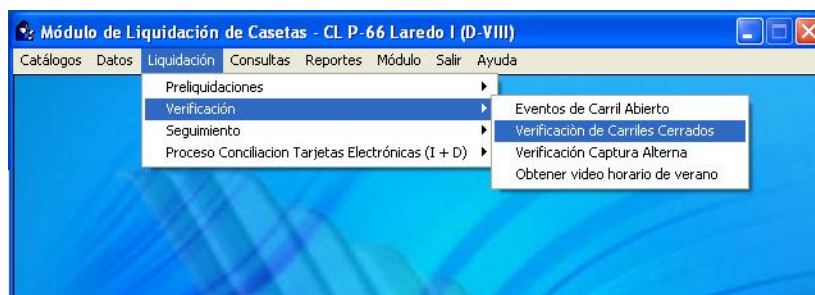 Módulo de Liquidación de Casetas - CL P-66 Laredo I (D-VIII)
Catálogos Datos Liquidación Consultas Reportes Módulo Salir Ayuda
Preliquidaciones
Verificación
Seguimiento
Proceso Conciliacion Tarjetas Electrónicas (I + D)
Eventos de Carril Abierto
Verificaciòn de Carriles Cerrados
Verificación Captura Alterna
Obtener video horario de verano